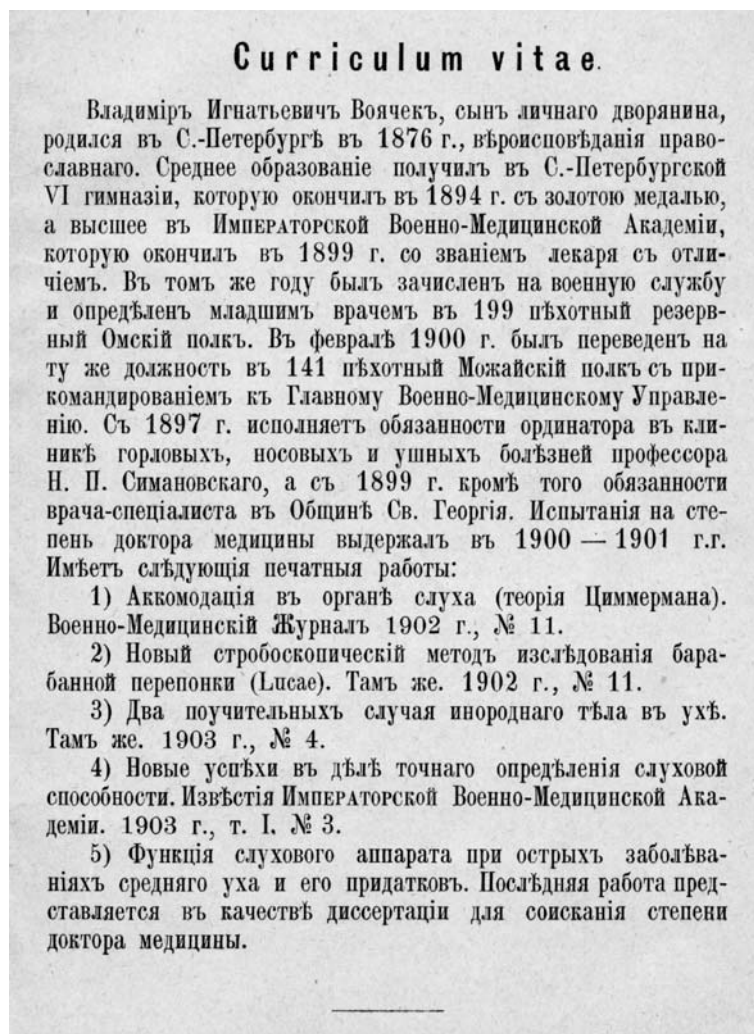 Curriculum vitae.
Владиміръ Игнатьевичъ Воячекъ, сынъ личнаго дворянина,
родился въ С.-Петербургѣ въ 1876 г., вѣроисповѣданія право-
славнаго. Среднее образованіе получилъ въ С.-Петербургской
VI гимназіи, которую окончилъ въ 1894 г. съ золотою медалью,
а высшее въ Императорской Военно-Медицинской Академіи,
которую окончилъ въ 1899 г. со званіемъ лекаря съ отли-
чіемъ. Въ томъ же году былъ зачисленъ на военную службу
и опредѣленъ младшимъ врачемъ въ 199 пѣхотный резерв-
ный Омскій полкъ. Въ февралѣ 1900 г. былъ переведенъ на
ту же должность въ 141 пѣхотный Можайскій полкъ съ при-
командированіемъ къ Главному Военно-Медицинскому Управле-
нію. Съ 1897 г. исполняетъ обязанности ординатора въ кли-
никѣ горловыхъ, носовыхъ и ушныхъ болѣзней профессора
Н. П. Симановскаго, а съ 1899 г. кромѣ того обязанности
врача-спеціалиста въ Общинѣ Св. Георгія. Испытанія на сте-
пень доктора медицины выдержалъ въ 1900 — 1901 г.г.
Имѣетъ слѣдующія печатныя работы:
1) Аккомодація въ органѣ слуха (теорія Циммермана).
Военно-Медицинскій Журналъ 1902 г., № 11.
2) Новый стробоскопическій методъ изслѣдованія бара-
банной перепонки (Lucae). Тамъ же. 1902 г., № 11.
3) Два поучительныхъ случая инороднаго тѣла въ ухѣ.
Тамъ же. 1903 г., № 4.
4) Новые успѣхи въ дѣлѣ точнаго опредѣленія слуховой
способности. Извѣстія Императорской Военно-Медицинской Ака-
деміи. 1903 г., т. I. № 3.
5) Функція слухового аппарата при острыхъ заболѣва-
ніяхъ средняго уха и его придатковъ. Послѣдняя работа пред-
ставляется въ качествѣ диссертаціи для соисканія степени
доктора медицины.